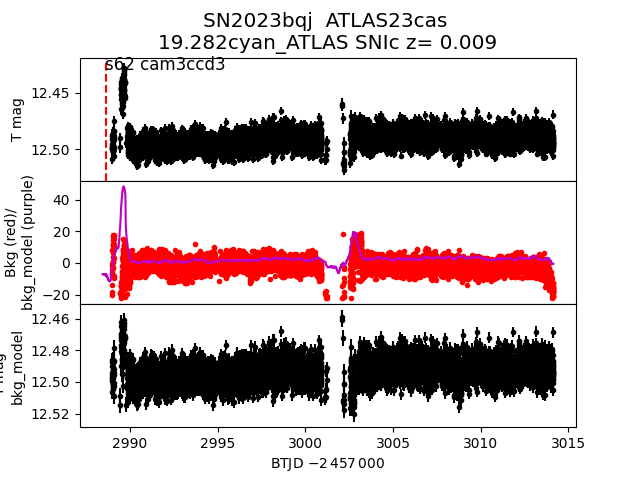 SN2023bqj ATLAS23cas
19.282cyan_ATLAS SNIc z= 0.009
s62 cam3ccd3
12.45
12.50
T mag
40
20
0
−20
Bkg (red)/
bkg_model (purple)
12.46
12.48
12.50
12.52
mag
bkg_model
2990
2995
3000
3005
3010
3015
BTJD −2 457 000